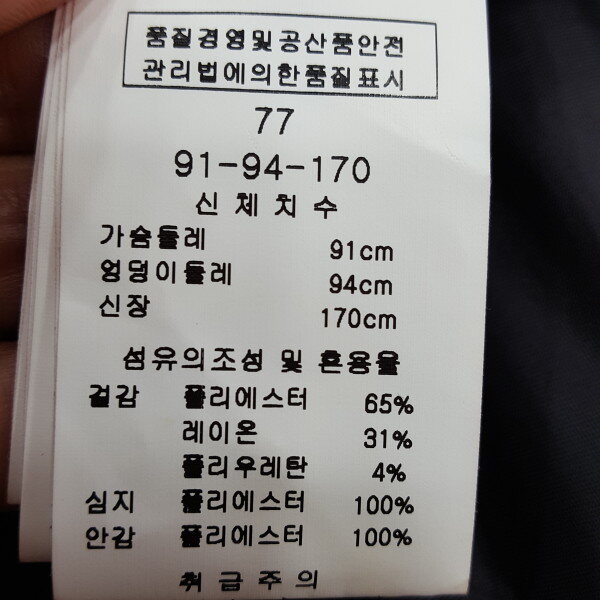 품질경영및공산품안전
관리법에의한품질표시
77
91-94-170
신 체 치 수
가슴둘레 91cm
엉덩이둘레 94cm
신장 170cm
섬유의조성 및 혼용율
겉감 폴리에스터 65%
레이온 31%
폴리우레탄 4%
심지 폴리에스터 100%
안감 폴리에스터 100%
취 급 주 의